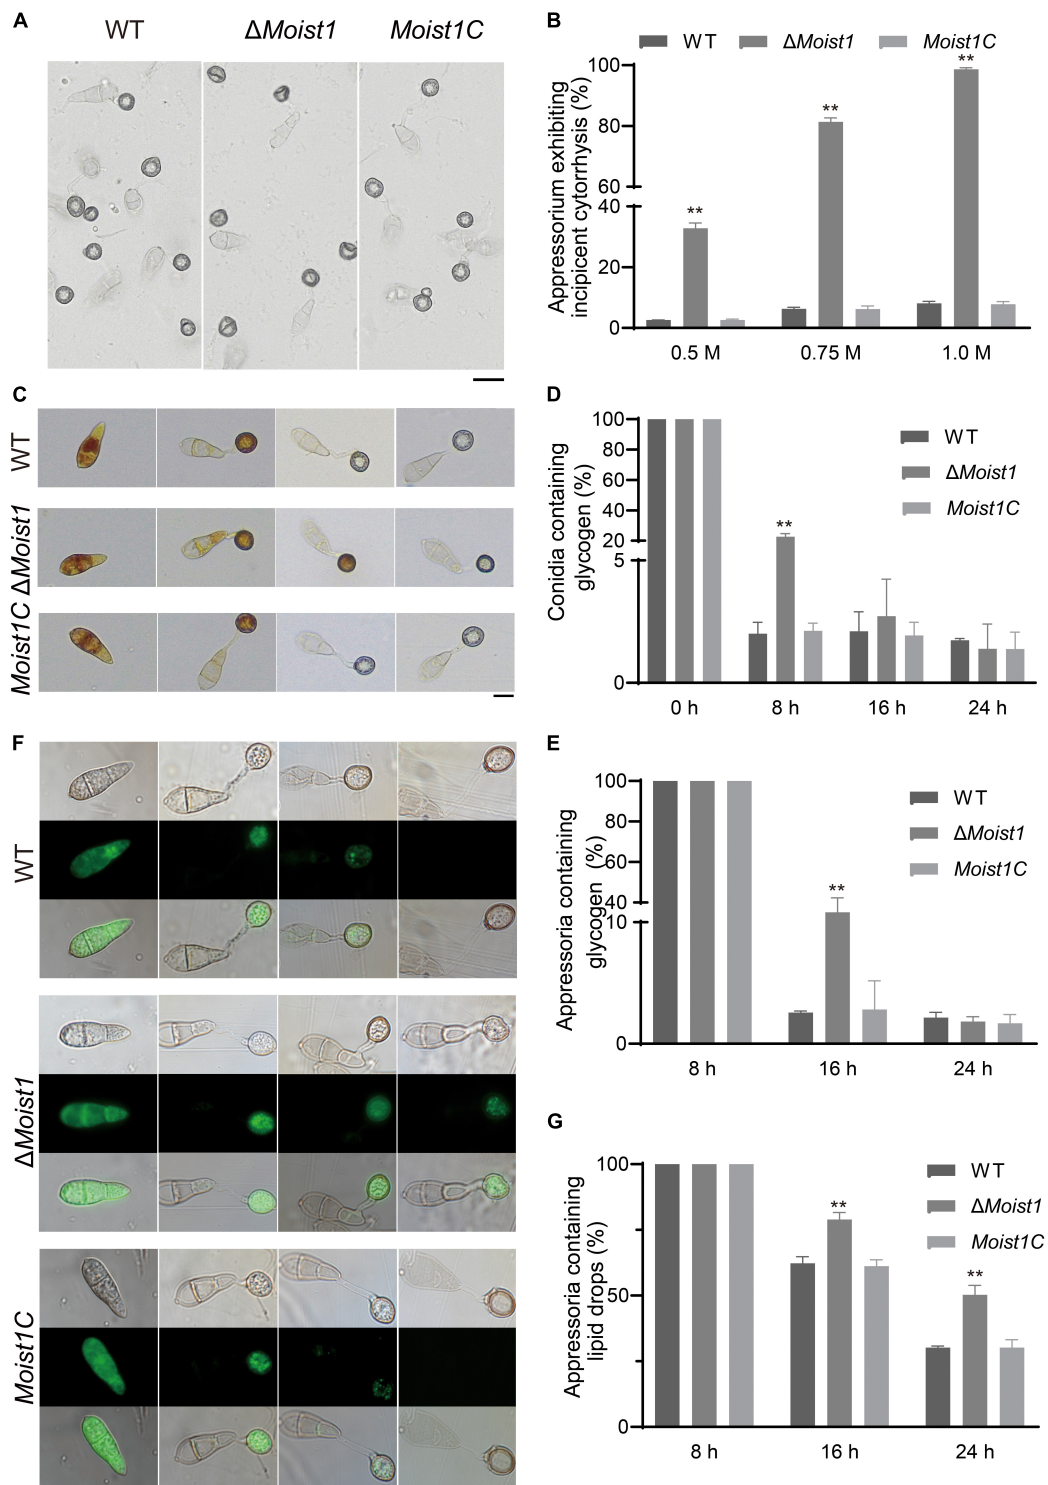 A
WT
ΔMoist1
Moist1C
B
WT
ΔMoist1
Moist1C
Appressorium exhibiting
incipicent cytorrhysis (%)
100
80
60
40
20
0
**
**
**
0.5 M
0.75 M
1.0 M
C
WT
ΔMoist1
Moist1C
D
Conidia containing
glycogen (%)
100
80
60
40
20
5
0
**
WT
ΔMoist1
Moist1C
0 h
8 h
16 h
24 h
F
WT
ΔMoist1
Moist1C
E
Appressoria containing
glycogen (%)
100
80
60
40
10
0
**
WT
ΔMoist1
Moist1C
8 h
16 h
24 h
G
Appressoria containing
lipid drops (%)
100
50
0
**
**
WT
ΔMoist1
Moist1C
8 h
16 h
24 h